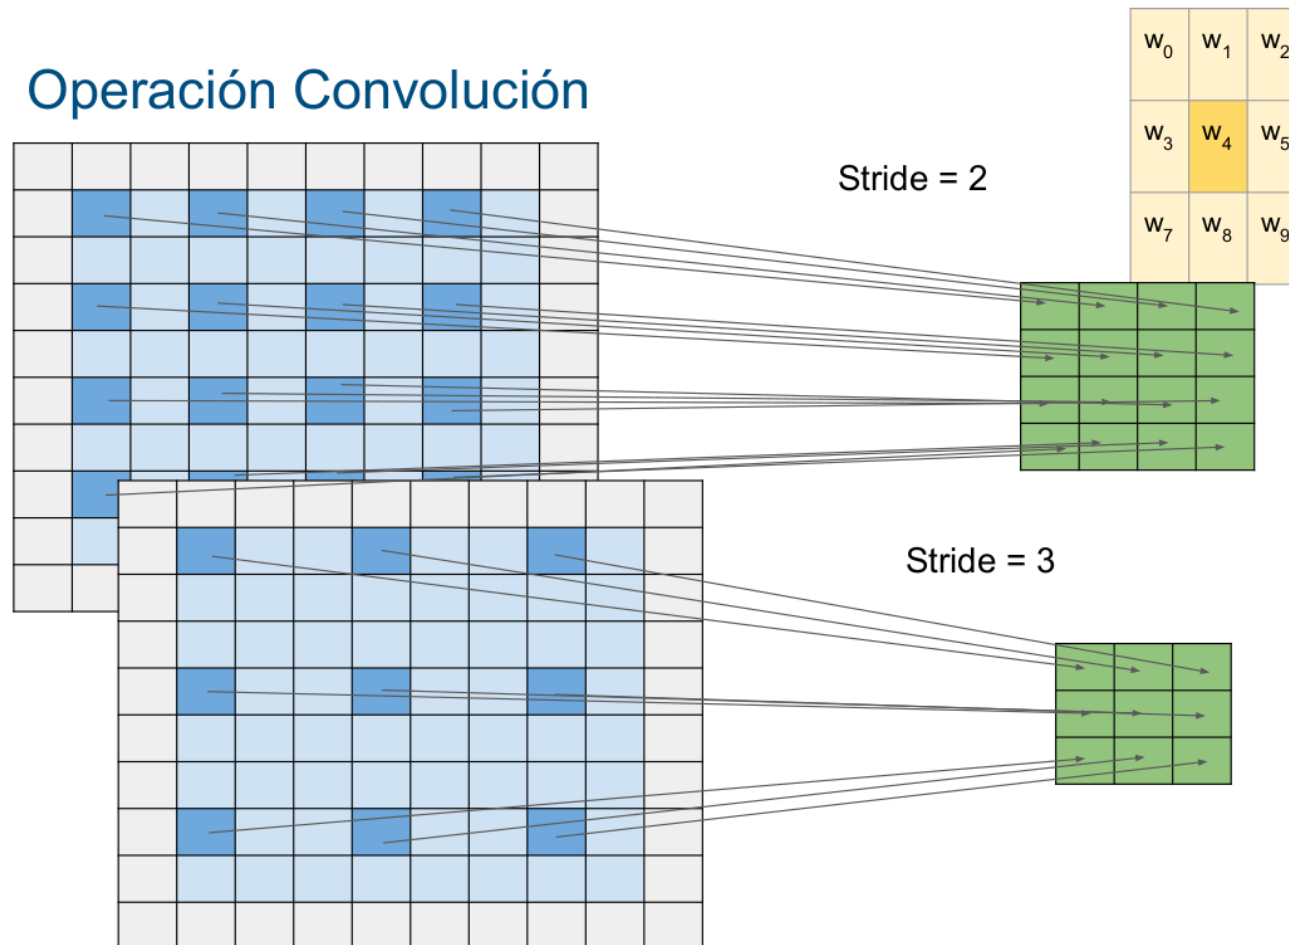 Operación Convolución
w0 w1 w2
w3 w4 w5
w7 w8 w9
Stride = 2
Stride = 3